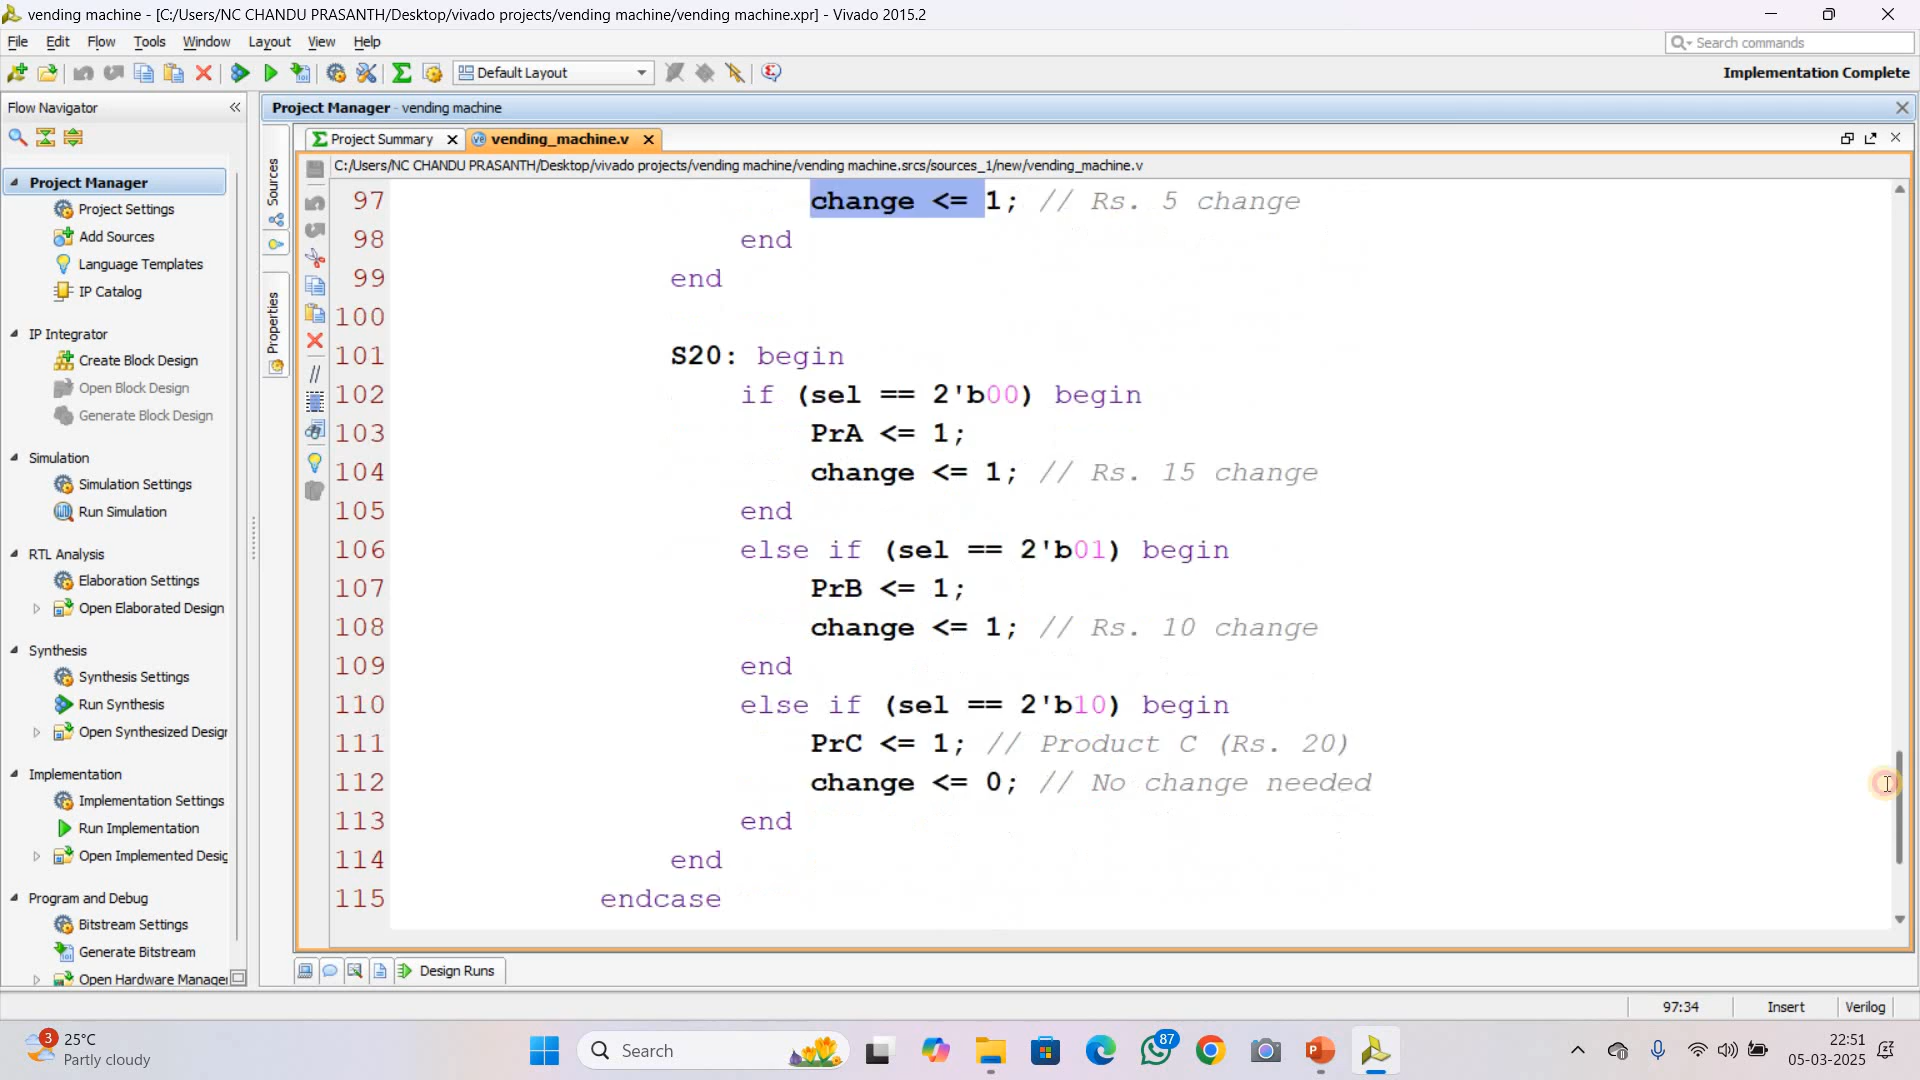 vending machine - [C:/Users/NC CHANDU PRASANTH/Desktop/vivado projects/vending machine/vending machine.xpr] - Vivado 2015.2
File Edit Flow Tools Window Layout View Help
Search commands
Default Layout
Implementation Complete
Flow Navigator
Project Manager - vending machine
Project Summary
vending_machine.v
C:/Users/NC CHANDU PRASANTH/Desktop/vivado projects/vending machine/vending machine.srcs/sources_1/new/vending_machine.v
Project Manager
Project Settings
Add Sources
Language Templates
IP Catalog
IP Integrator
Create Block Design
Open Block Design
Generate Block Design
Simulation
Simulation Settings
Run Simulation
RTL Analysis
Elaboration Settings
Open Elaborated Design
Synthesis
Synthesis Settings
Run Synthesis
Open Synthesized Design
Implementation
Implementation Settings
Run Implementation
Open Implemented Desig
Program and Debug
Bitstream Settings
Generate Bitstream
Open Hardware Manager
Sources
Properties
97 change <= 1; // Rs. 5 change
98 end
99 end
100
101 S20: begin
102 if (sel == 2'b00) begin
103 PrA <= 1;
104 change <= 1; // Rs. 15 change
105 end
106 else if (sel == 2'b01) begin
107 PrB <= 1;
108 change <= 1; // Rs. 10 change
109 end
110 else if (sel == 2'b10) begin
111 PrC <= 1; // Product C (Rs. 20)
112 change <= 0; // No change needed
113 end
114 end
115 endcase
Design Runs
97:34
Insert
Verilog
3
25°C
Partly cloudy
Search
87
22:51
05-03-2025